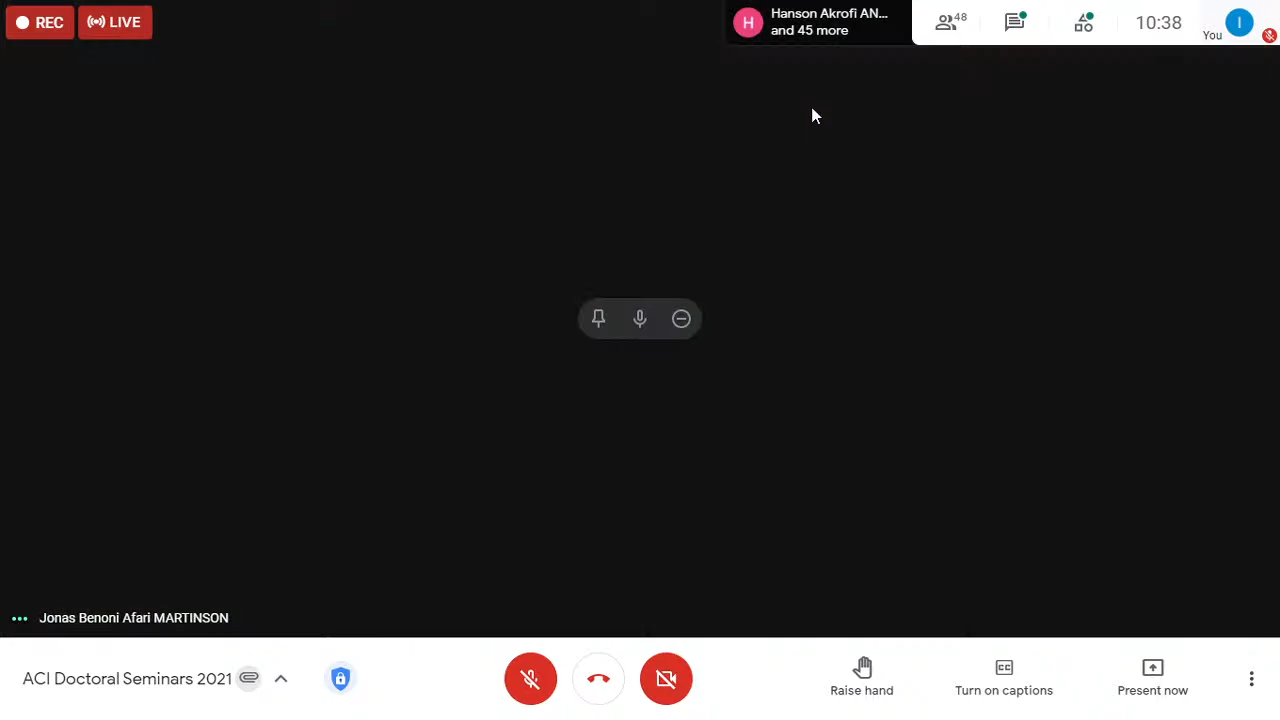 REC
LIVE
H
Hanson Akrofi AN...
and 45 more
48
10:38
You
I
Jonas Benoni Afari MARTINSON
ACI Doctoral Seminars 2021
Raise hand
CC
Turn on captions
Present now